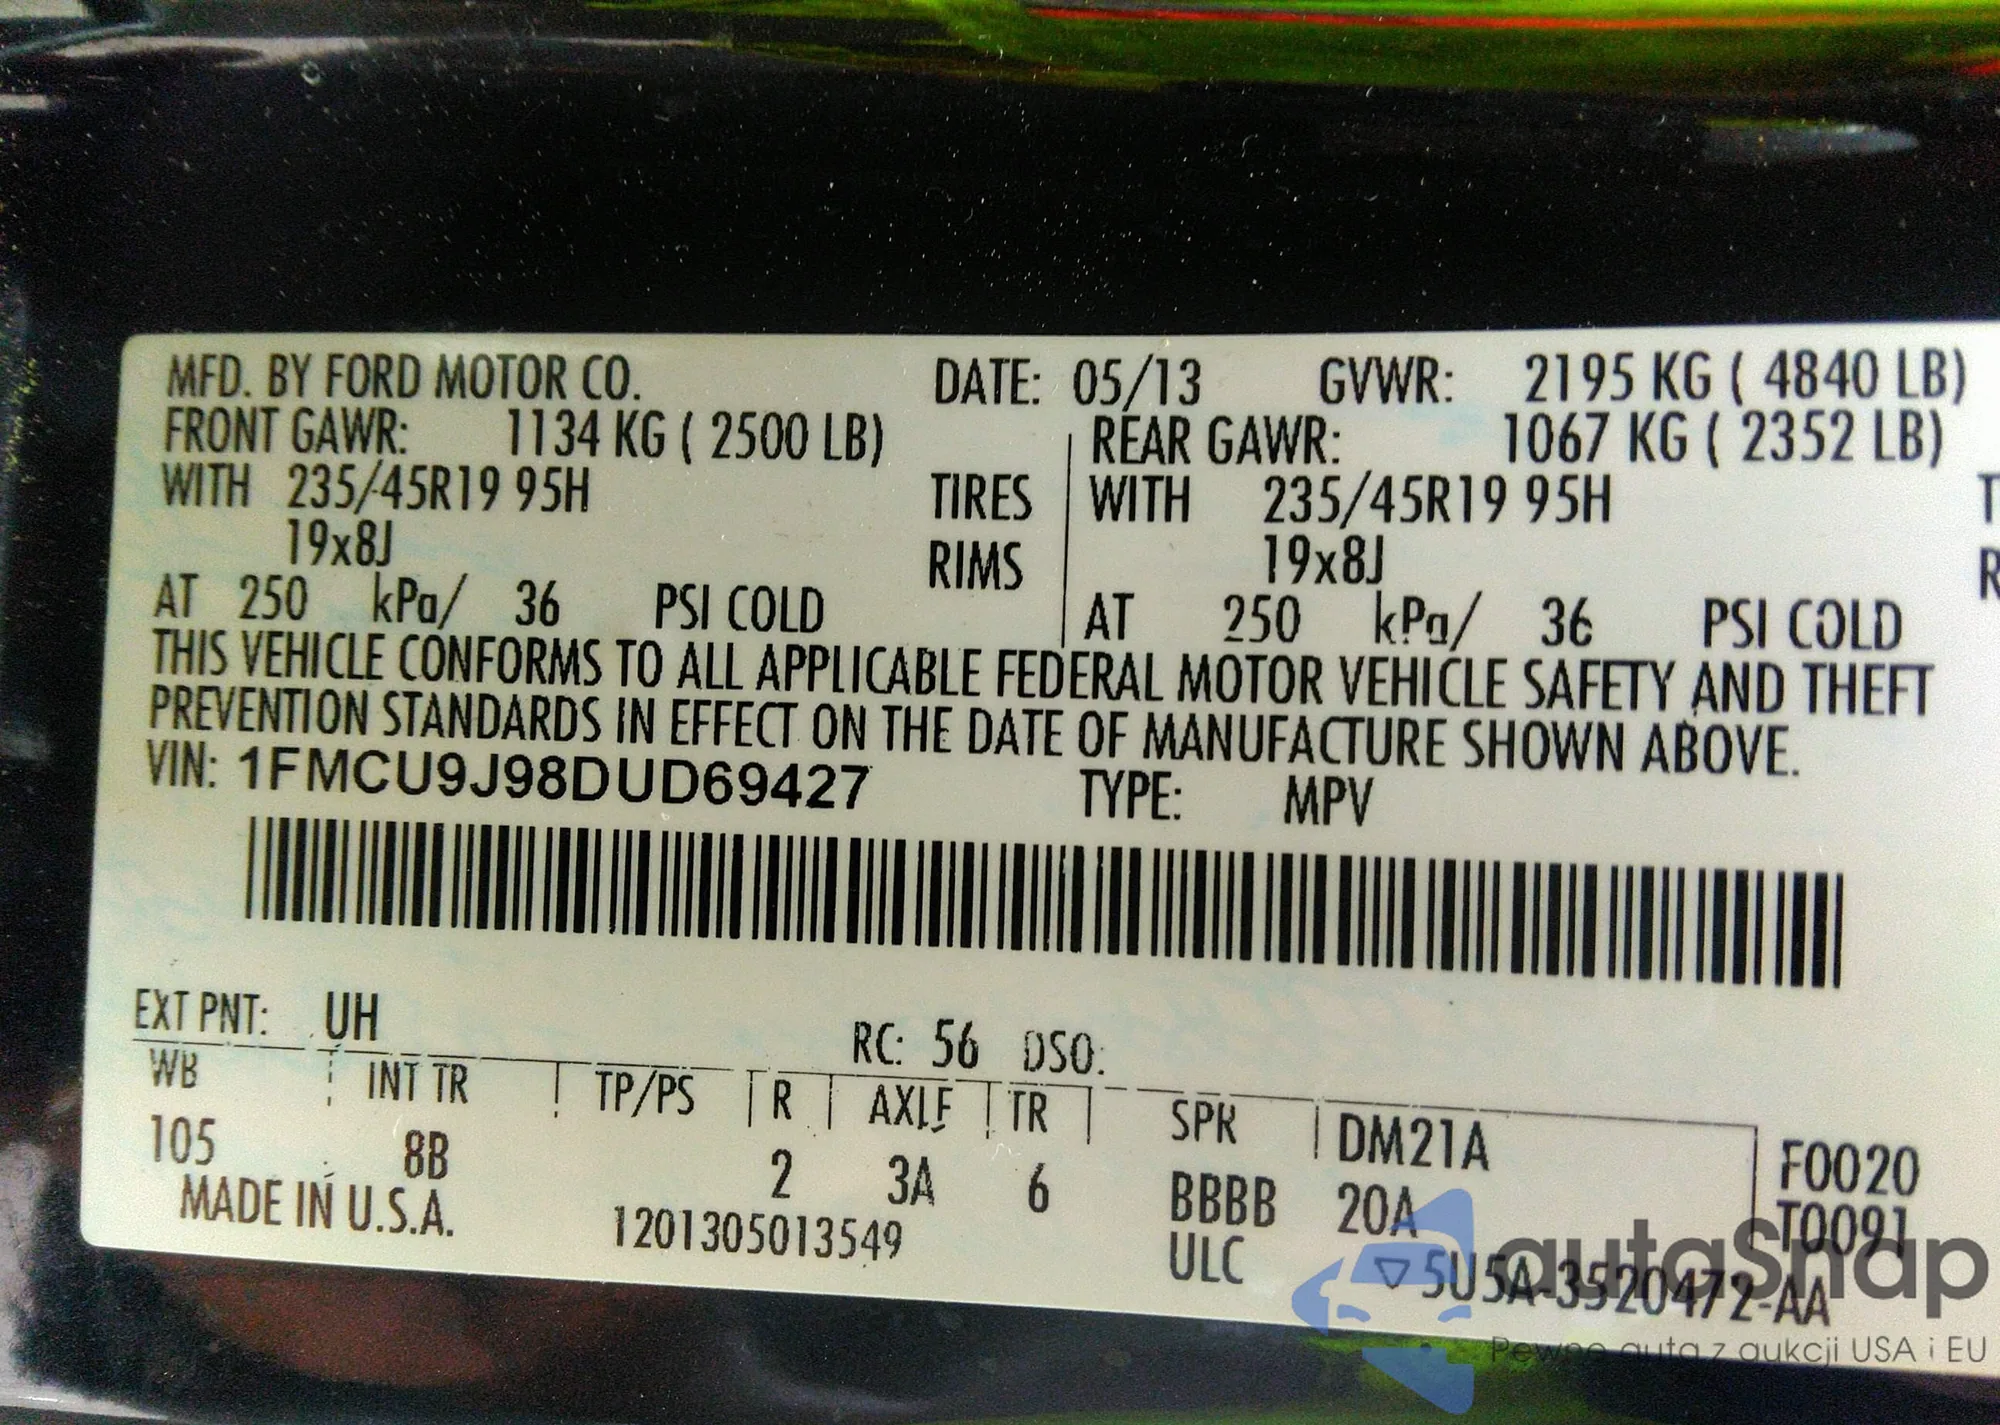 MFD. BY FORD MOTOR CO. DATE: 05/13 GVWR: 2195 KG ( 4840 LB)
FRONT GAWR: 1134 KG ( 2500 LB) REAR GAWR: 1067 KG ( 2352 LB)
WITH 235/45R19 95H TIRES WITH 235/45R19 95H T
19x8J RIMS 19x8J R
AT 250 kPa/ 36 PSI COLD AT 250 kPa/ 36 PSI COLD
THIS VEHICLE CONFORMS TO ALL APPLICABLE FEDERAL MOTOR VEHICLE SAFETY AND THEFT
PREVENTION STANDARDS IN EFFECT ON THE DATE OF MANUFACTURE SHOWN ABOVE.
VIN: 1FMCU9J98DUD69427 TYPE: MPV
EXT PNT: UH RC: 56 DSO:
WB INT TR TP/PS R AXLE TR SPR DM21A F0020
105 8B 2 3A 6 BBBB 20A T0091
MADE IN U.S.A. 1201305013549 ULC ▽ 5U5A-3520472-AA
autoSnap
Pewne auta z aukcji USA i EU